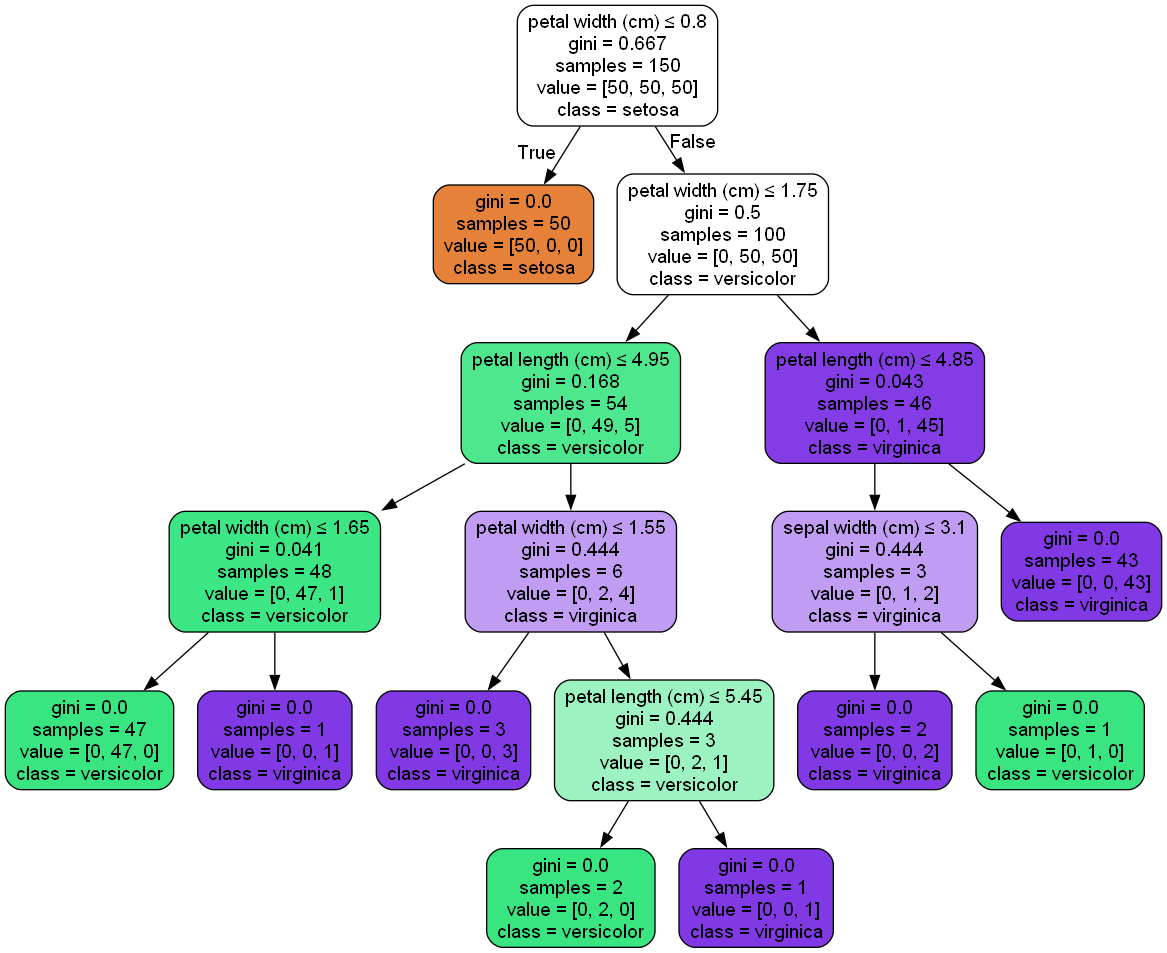 petal width (cm) ≤ 0.8
gini = 0.667
samples = 150
value = [50, 50, 50]
class = setosa
True
False
gini = 0.0
samples = 50
value = [50, 0, 0]
class = setosa
petal width (cm) ≤ 1.75
gini = 0.5
samples = 100
value = [0, 50, 50]
class = versicolor
petal length (cm) ≤ 4.95
gini = 0.168
samples = 54
value = [0, 49, 5]
class = versicolor
petal length (cm) ≤ 4.85
gini = 0.043
samples = 46
value = [0, 1, 45]
class = virginica
petal width (cm) ≤ 1.65
gini = 0.041
samples = 48
value = [0, 47, 1]
class = versicolor
petal width (cm) ≤ 1.55
gini = 0.444
samples = 6
value = [0, 2, 4]
class = virginica
sepal width (cm) ≤ 3.1
gini = 0.444
samples = 3
value = [0, 1, 2]
class = virginica
gini = 0.0
samples = 43
value = [0, 0, 43]
class = virginica
gini = 0.0
samples = 47
value = [0, 47, 0]
class = versicolor
gini = 0.0
samples = 1
value = [0, 0, 1]
class = virginica
gini = 0.0
samples = 3
value = [0, 0, 3]
class = virginica
petal length (cm) ≤ 5.45
gini = 0.444
samples = 3
value = [0, 2, 1]
class = versicolor
gini = 0.0
samples = 2
value = [0, 0, 2]
class = virginica
gini = 0.0
samples = 1
value = [0, 1, 0]
class = versicolor
gini = 0.0
samples = 2
value = [0, 2, 0]
class = versicolor
gini = 0.0
samples = 1
value = [0, 0, 1]
class = virginica